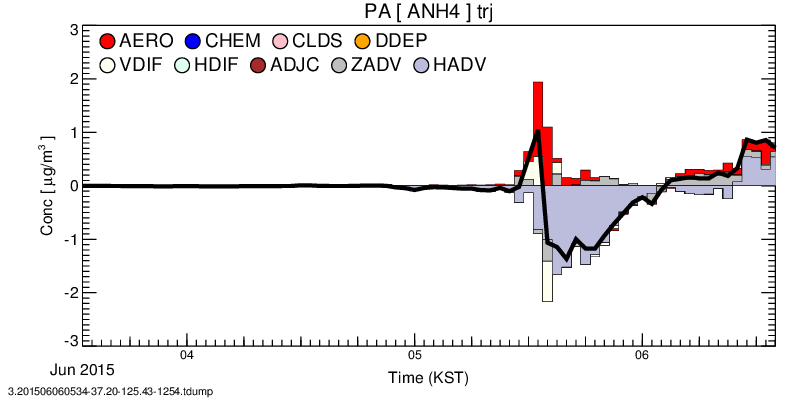 PA [ ANH4 ] trj
AERO CHEM CLDS DDEP
VDIF HDIF ADJC ZADV HADV
3
2
1
0
-1
-2
-3
Conc [ µg/m³ ]
04 05 06
Jun 2015
Time (KST)
3.201506060534-37.20-125.43-1254.tdump